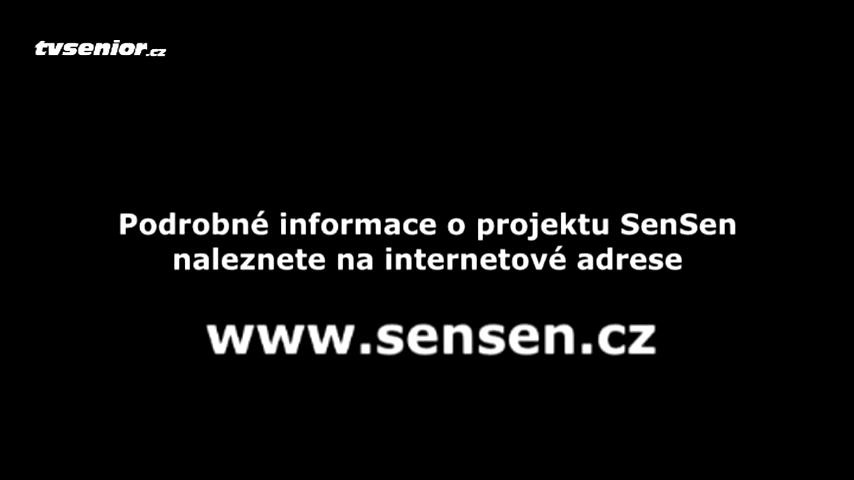 tvsenior.cz
Podrobné informace o projektu SenSen
naleznete na internetové adrese
www.sensen.cz